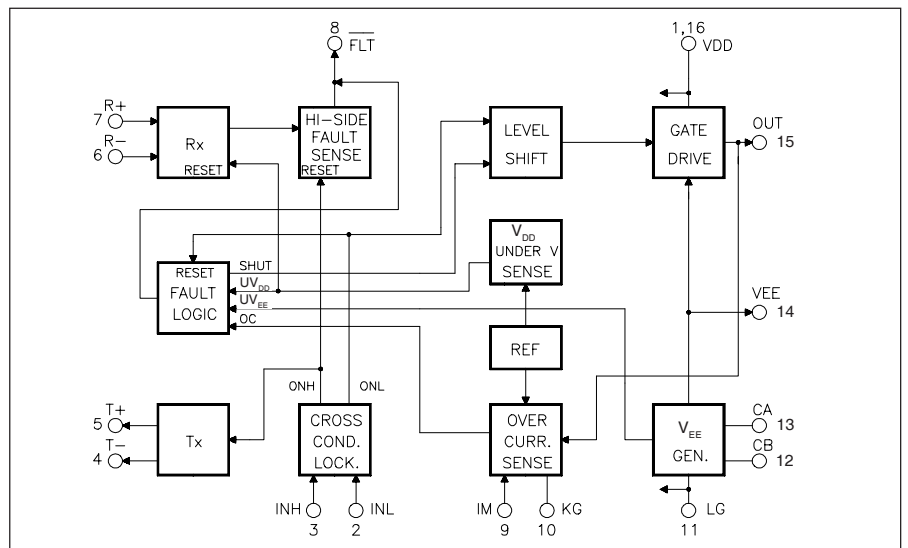 8
FLT
1,16
VDD
R+
7
R-
6
Rx
RESET
HI-SIDE
FAULT
SENSE
RESET
LEVEL
SHIFT
GATE
DRIVE
OUT
15
RESET
FAULT
LOGIC
SHUT
UVDD
UVEE
OC
VDD
UNDER V
SENSE
VEE
14
REF
ONH
ONL
T+
5
T-
4
Tx
CROSS
COND.
LOCK.
OVER
CURR.
SENSE
VEE
GEN.
CA
13
CB
12
INH
3
INL
2
IM
9
KG
10
LG
11